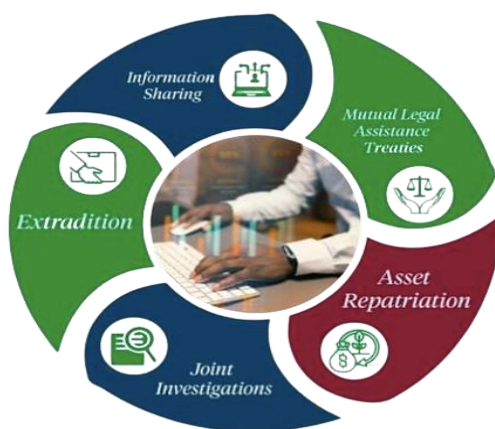 Information
Sharing
Mutual Legal
Assistance
Treaties
Asset
Repatriation
Joint
Investigations
Extradition